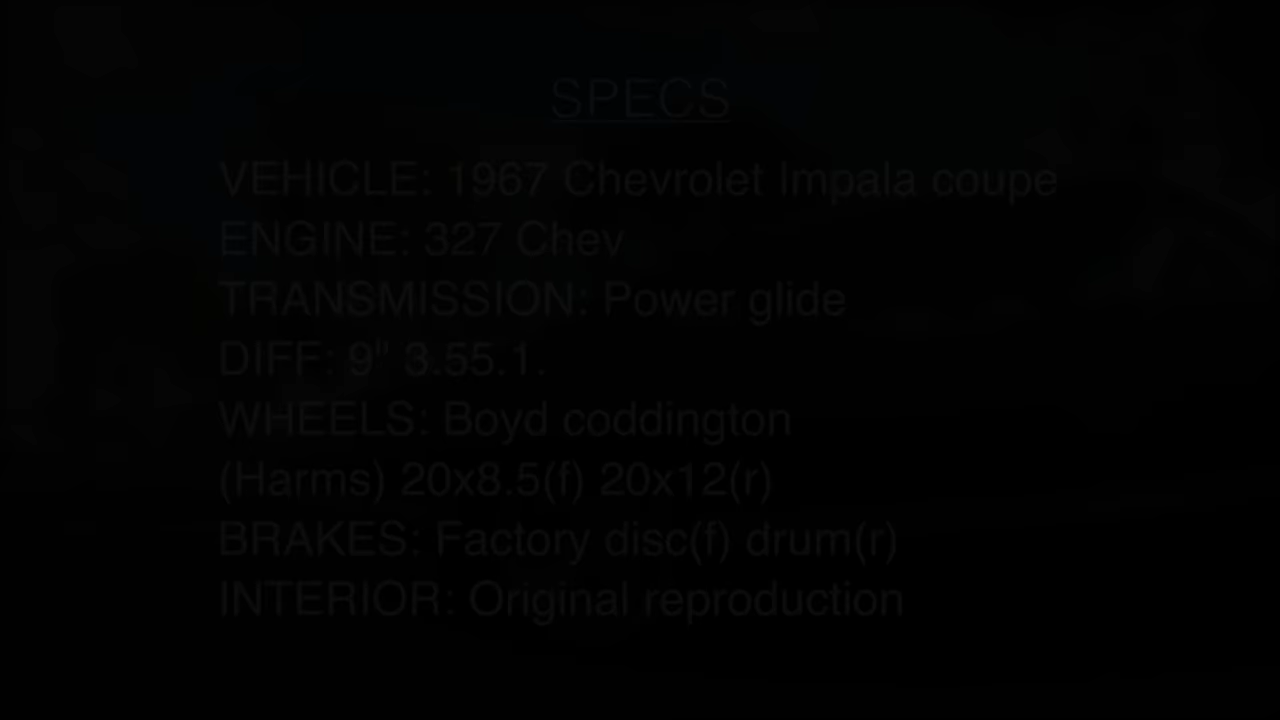 SPECS
VEHICLE: 1967 Chevrolet Impala coupe
ENGINE: 327 Chev
TRANSMISSION: Power glide
DIFF: 9" 3.55.1.
WHEELS: Boyd coddington
(Harms) 20x8.5(f) 20x12(r)
BRAKES: Factory disc(f) drum(r)
INTERIOR: Original reproduction